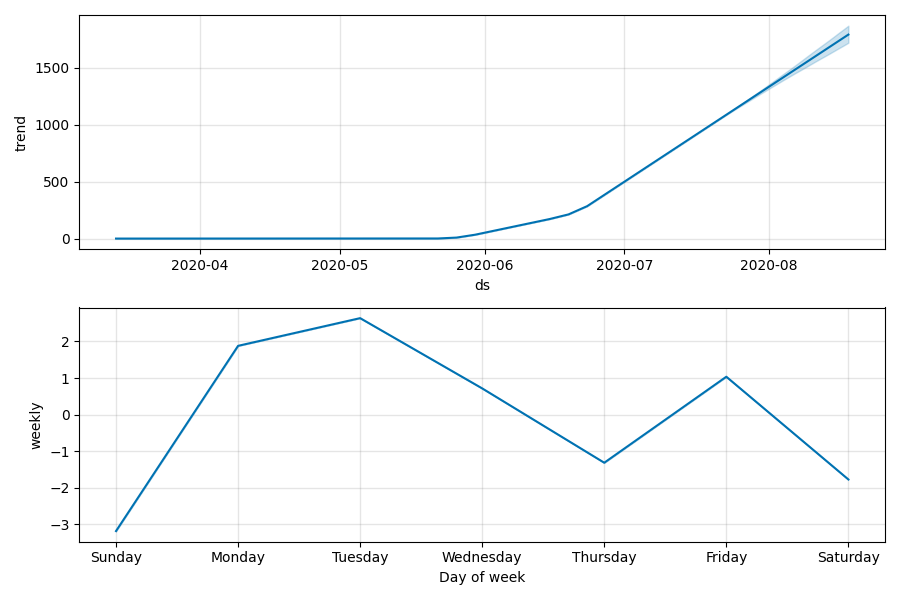 1500
1000
500
0
trend
2020-04 2020-05 2020-06 2020-07 2020-08
ds
2
1
0
−1
−2
−3
weekly
Sunday Monday Tuesday Wednesday Thursday Friday Saturday
Day of week